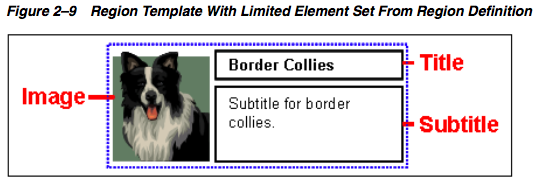 Figure 2–9 Region Template With Limited Element Set From Region Definition
Border Collies
Title
Image
Subtitle for border
collies.
Subtitle